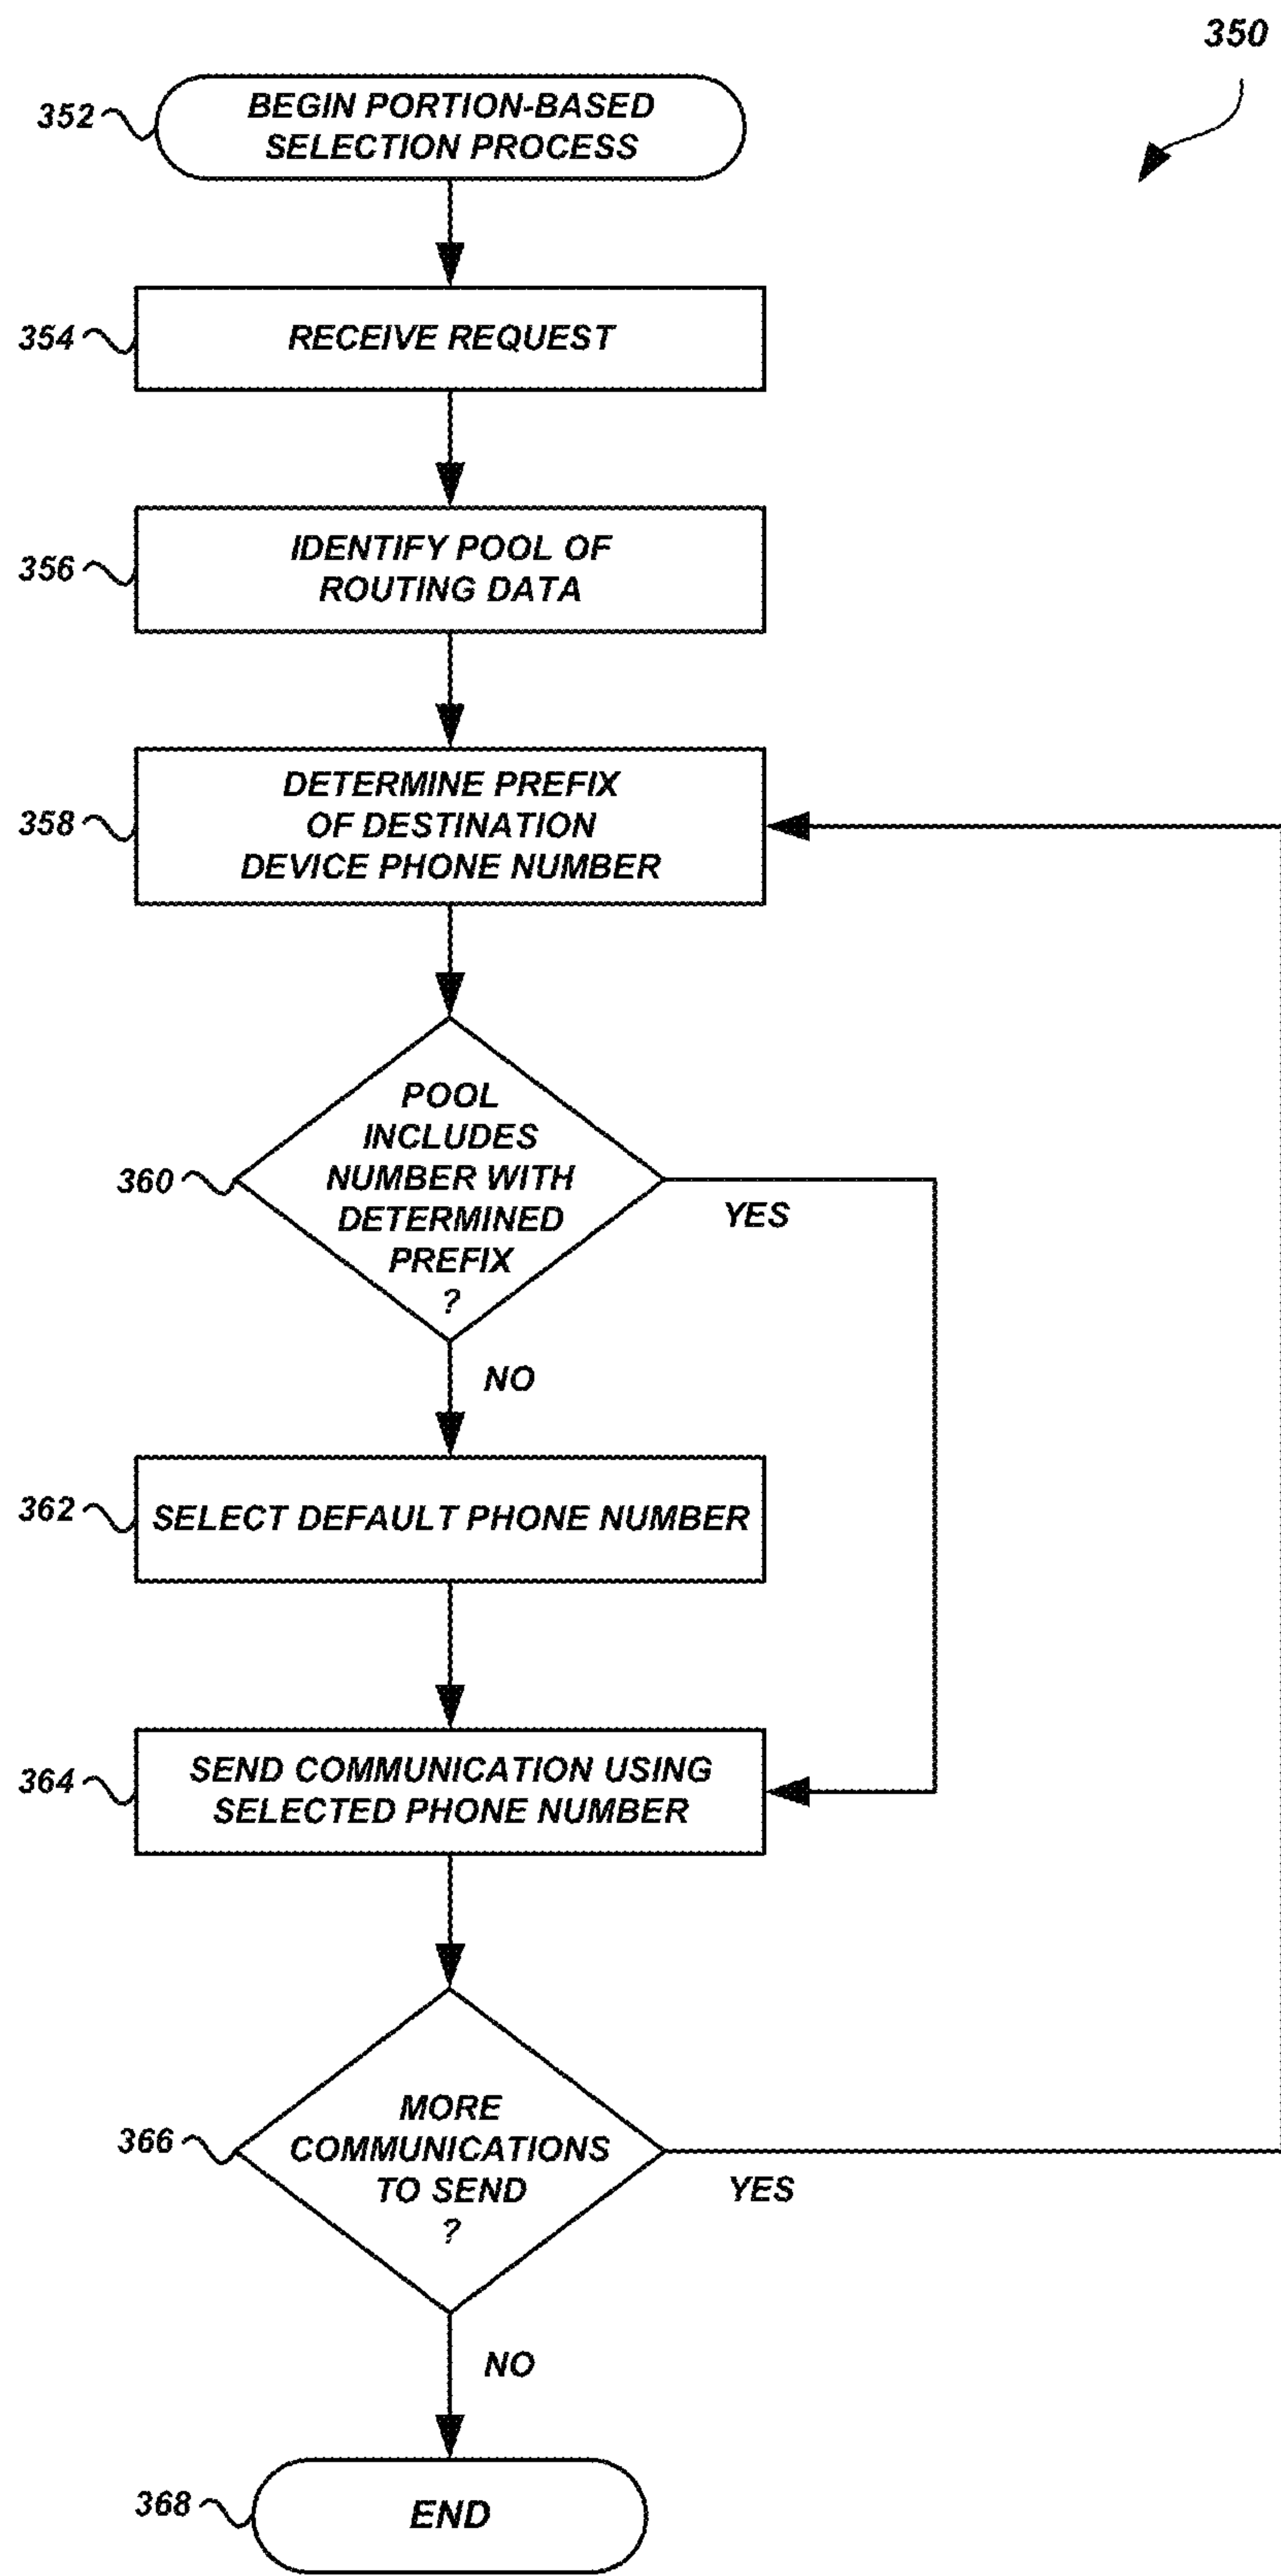 350
352
BEGIN PORTION-BASED
SELECTION PROCESS
354
RECEIVE REQUEST
356
IDENTIFY POOL OF
ROUTING DATA
358
DETERMINE PREFIX
OF DESTINATION
DEVICE PHONE NUMBER
360
POOL
INCLUDES
NUMBER WITH
DETERMINED
PREFIX
?
YES
NO
362
SELECT DEFAULT PHONE NUMBER
364
SEND COMMUNICATION USING
SELECTED PHONE NUMBER
366
MORE
COMMUNICATIONS
TO SEND
?
YES
NO
368
END